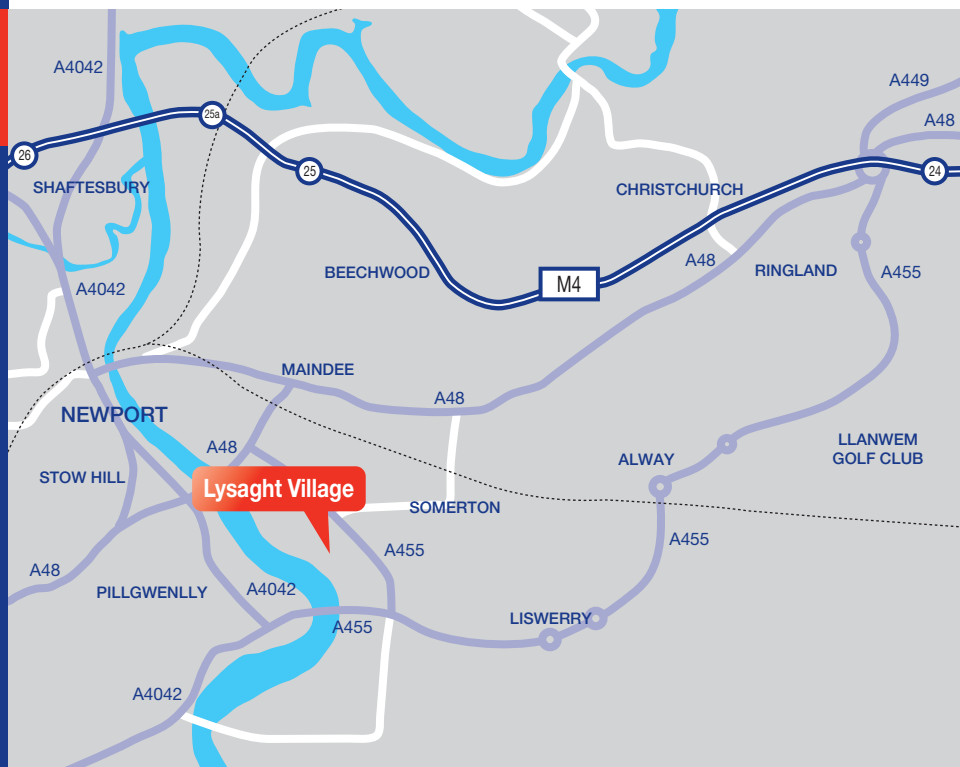 A4042
A449
A48
25a
26
25
24
SHAFTESBURY
CHRISTCHURCH
A48
BEECHWOOD
RINGLAND
A455
M4
A4042
MAINDEE
A48
NEWPORT
A48
LLANWEM
GOLF CLUB
ALWAY
STOW HILL
Lysaght Village
SOMERTON
A455
A455
A48
A4042
PILLGWENLLY
LISWERRY
A455
A4042